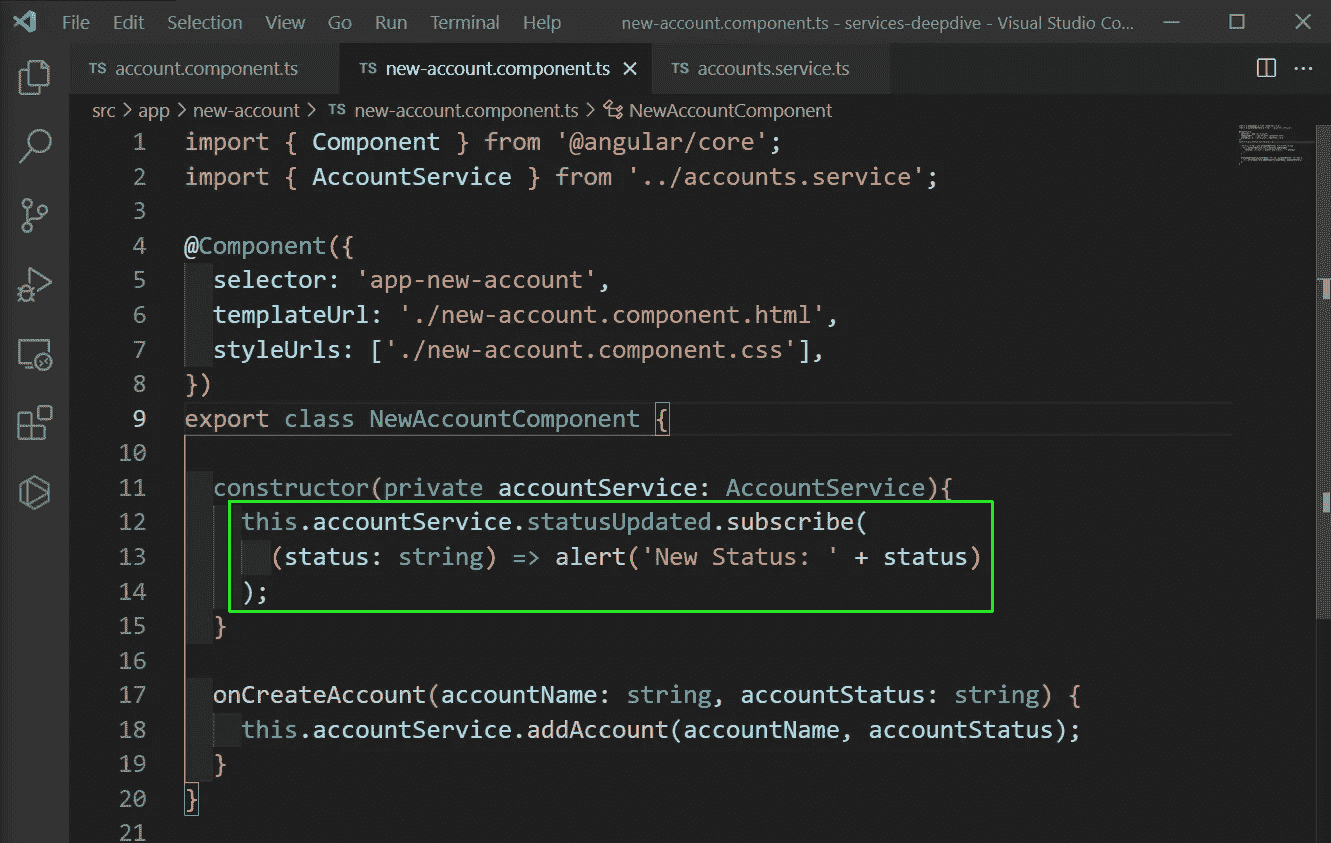 File Edit Selection View Go Run Terminal Help new-account.component.ts - services-deepdive - Visual Studio Co...
TS account.component.ts TS new-account.component.ts TS accounts.service.ts
src > app > new-account > TS new-account.component.ts > NewAccountComponent
1 import { Component } from '@angular/core';
2 import { AccountService } from '../accounts.service';
3
4 @Component({
5 selector: 'app-new-account',
6 templateUrl: './new-account.component.html',
7 styleUrls: ['./new-account.component.css'],
8 })
9 export class NewAccountComponent {
10
11 constructor(private accountService: AccountService){
12 this.accountService.statusUpdated.subscribe(
13 (status: string) => alert('New Status: ' + status)
14 );
15 }
16
17 onCreateAccount(accountName: string, accountStatus: string) {
18 this.accountService.addAccount(accountName, accountStatus);
19 }
20 }
21